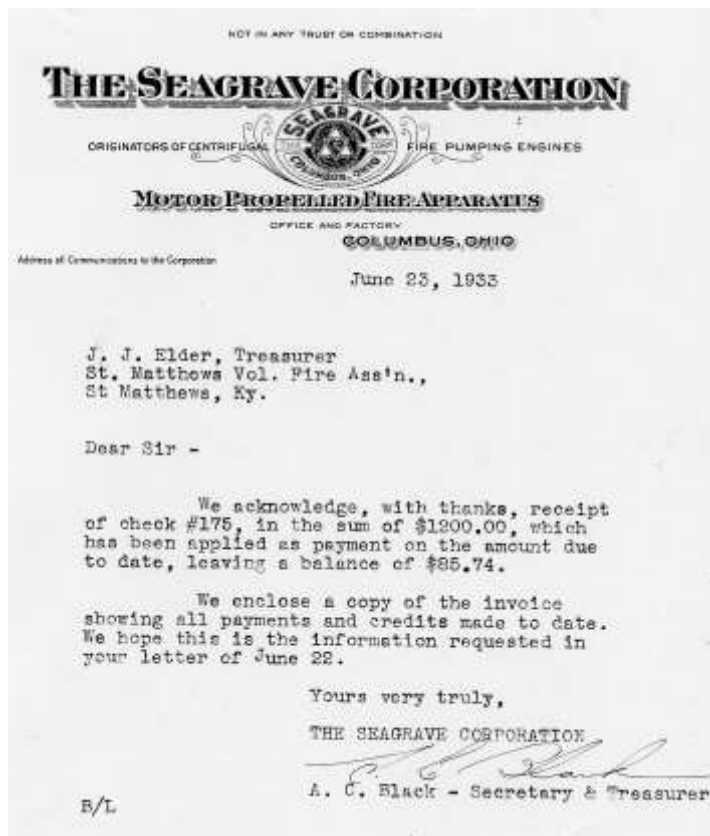 NOT IN ANY TRUST OR COMBINATION
THE SEAGRAVE CORPORATION
SEAGRAVE
ORIGINATORS OF CENTRIFUGAL THE CORP. FIRE PUMPING ENGINES
COLUMBUS, OHIO
MOTOR PROPELLED FIRE APPARATUS
OFFICE AND FACTORY
COLUMBUS, OHIO
Address all Communications to the Corporation
June 23, 1933
J. J. Elder, Treasurer
St. Matthows Vol. Fire Ass'n.,
St Matthews, Ky.
Dear Sir -
We acknowledge, with thanks, receipt
of check #175, in the sum of $1200.00, which
has been applied as payment on the amount due
to date, leaving a balance of $85.74.
We enclose a copy of the invoice
showing all payments and credits made to date.
We hope this is the information requested in
your letter of June 22.
Yours very truly,
THE SEAGRAVE CORPORATION
A C Black
A. C. Black - Secretary & Treasurer
B/L